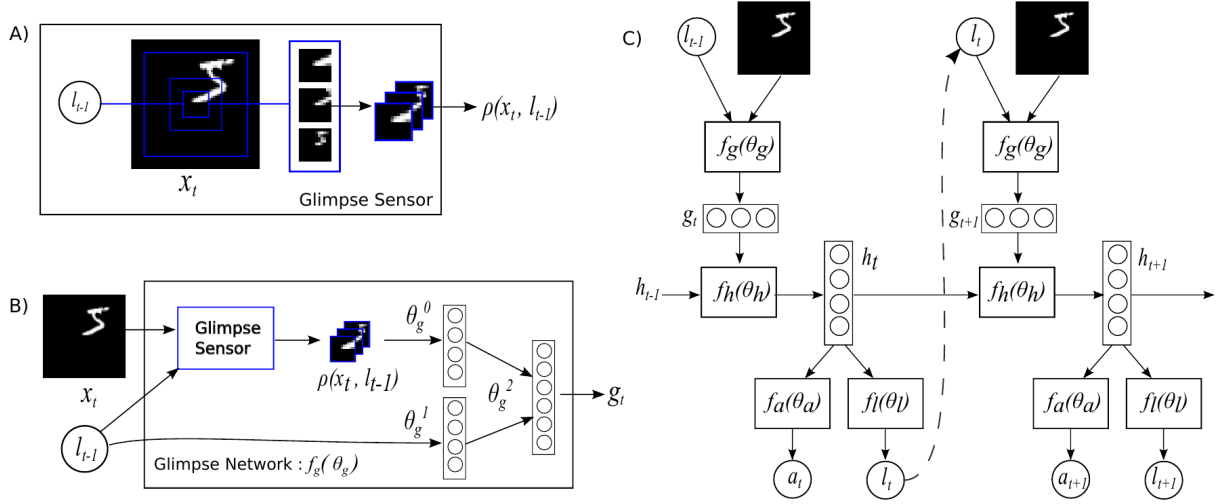 A)
l_{t-1}
x_t
ρ(x_t, l_{t-1})
Glimpse Sensor
B)
x_t
l_{t-1}
Glimpse
Sensor
ρ(x_t, l_{t-1})
θ_g^0
θ_g^1
θ_g^2
g_t
Glimpse Network : f_g(θ_g)
C)
l_{t-1}
l_t
f_g(θ_g)
f_g(θ_g)
g_t
g_{t+1}
h_{t-1}
f_h(θ_h)
h_t
f_h(θ_h)
h_{t+1}
f_a(θ_a)
f_l(θ_l)
f_a(θ_a)
f_l(θ_l)
a_t
l_t
a_{t+1}
l_{t+1}